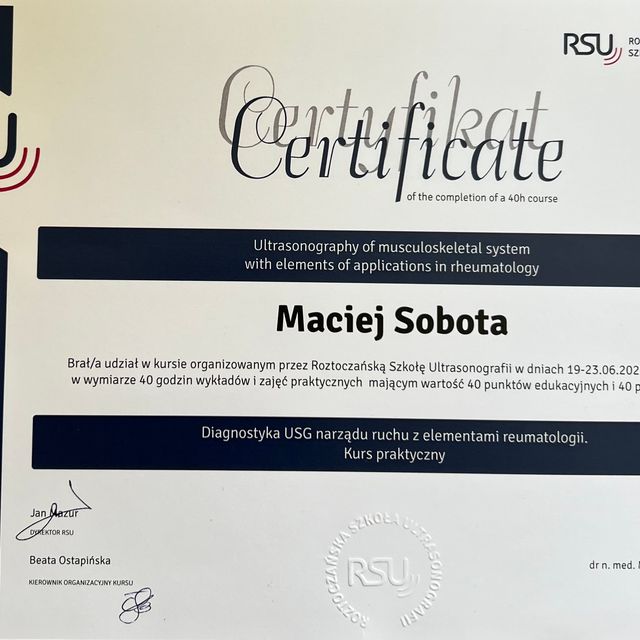 RSU
Certyfikat
Certificate
of the completion of a 40h course
Ultrasonography of musculoskeletal system
with elements of applications in rheumatology
Maciej Sobota
Brał/a udział w kursie organizowanym przez Roztoczańską Szkołę Ultrasonografii w dniach 19-23.06.202
w wymiarze 40 godzin wykładów i zajęć praktycznych mającym wartość 40 punktów edukacyjnych i 40 p
Diagnostyka USG narządu ruchu z elementami reumatologii.
Kurs praktyczny
Jan Mazur
DYREKTOR RSU
Beata Ostapińska
KIEROWNIK ORGANIZACYJNY KURSU
ROZTOCZAŃSKA SZKOŁA ULTRASONOGRAFII
RSU
dr n. med.